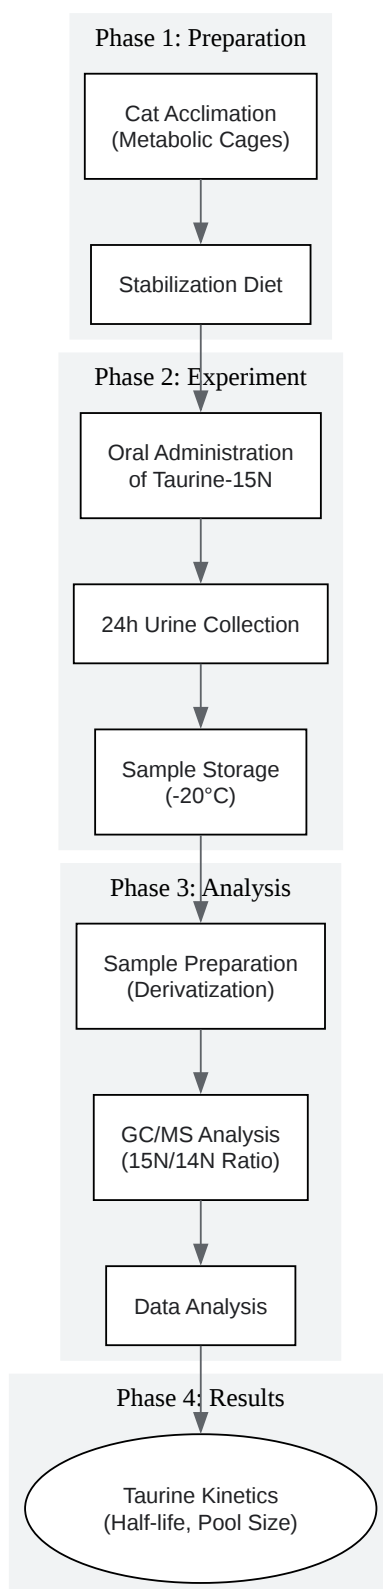 Phase 1: Preparation
Cat Acclimation
(Metabolic Cages)
Stabilization Diet
Phase 2: Experiment
Oral Administration
of Taurine-15N
24h Urine Collection
Sample Storage
(-20°C)
Phase 3: Analysis
Sample Preparation
(Derivatization)
GC/MS Analysis
(15N/14N Ratio)
Data Analysis
Phase 4: Results
Taurine Kinetics
(Half-life, Pool Size)